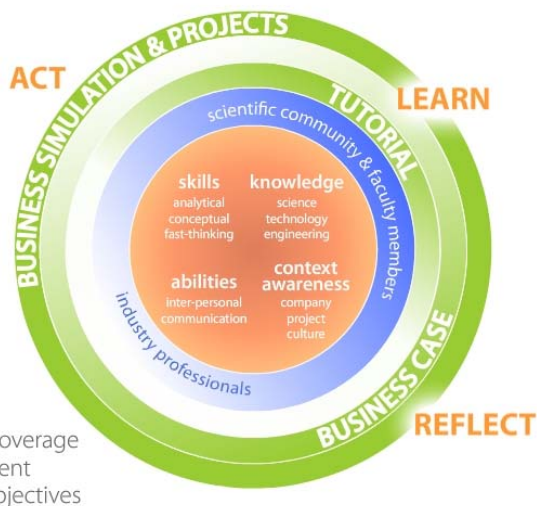 BUSINESS SIMULATION & PROJECTS
ACT
LEARN
TUTORIAL
scientific community & faculty members
skills
analytical
conceptual
fast-thinking
knowledge
science
technology
engineering
abilities
inter-personal
communication
context
awareness
company
project
culture
industry professionals
BUSINESS CASE
REFLECT
overage
ent
bjectives